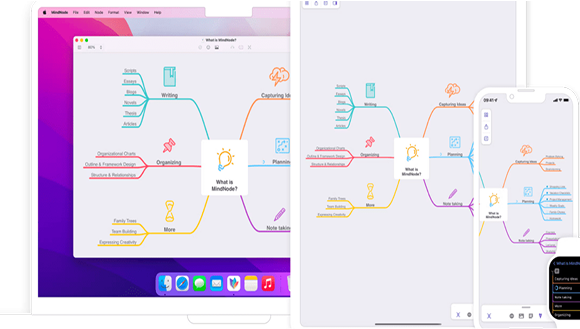 MindNode File Edit Node Format View Window Help
What is MindNode?
Scripts
Essays
Blogs
Novels
Thesis
Articles
Writing
Capturing Ideas
Organizational Charts
Outline & Framework Design
Structure & Relationships
Organizing
What is
MindNode?
Planning
Family Trees
Team Building
Expressing Creativity
More
Note taking
Scripts
Essays
Blogs
Novels
Thesis
Articles
Writing
Capturing Ideas
Organizational Charts
Outline & Framework Design
Structure & Relationships
Organizing
What is
MindNode?
Planning
Family Trees
Team Building
Expressing Creativity
More
Note taking
09:41
Capturing Ideas
Planning
What is
MindNode?
Note taking
What is MindNode
Capturing Ideas
Planning
Note taking
More
Organizing